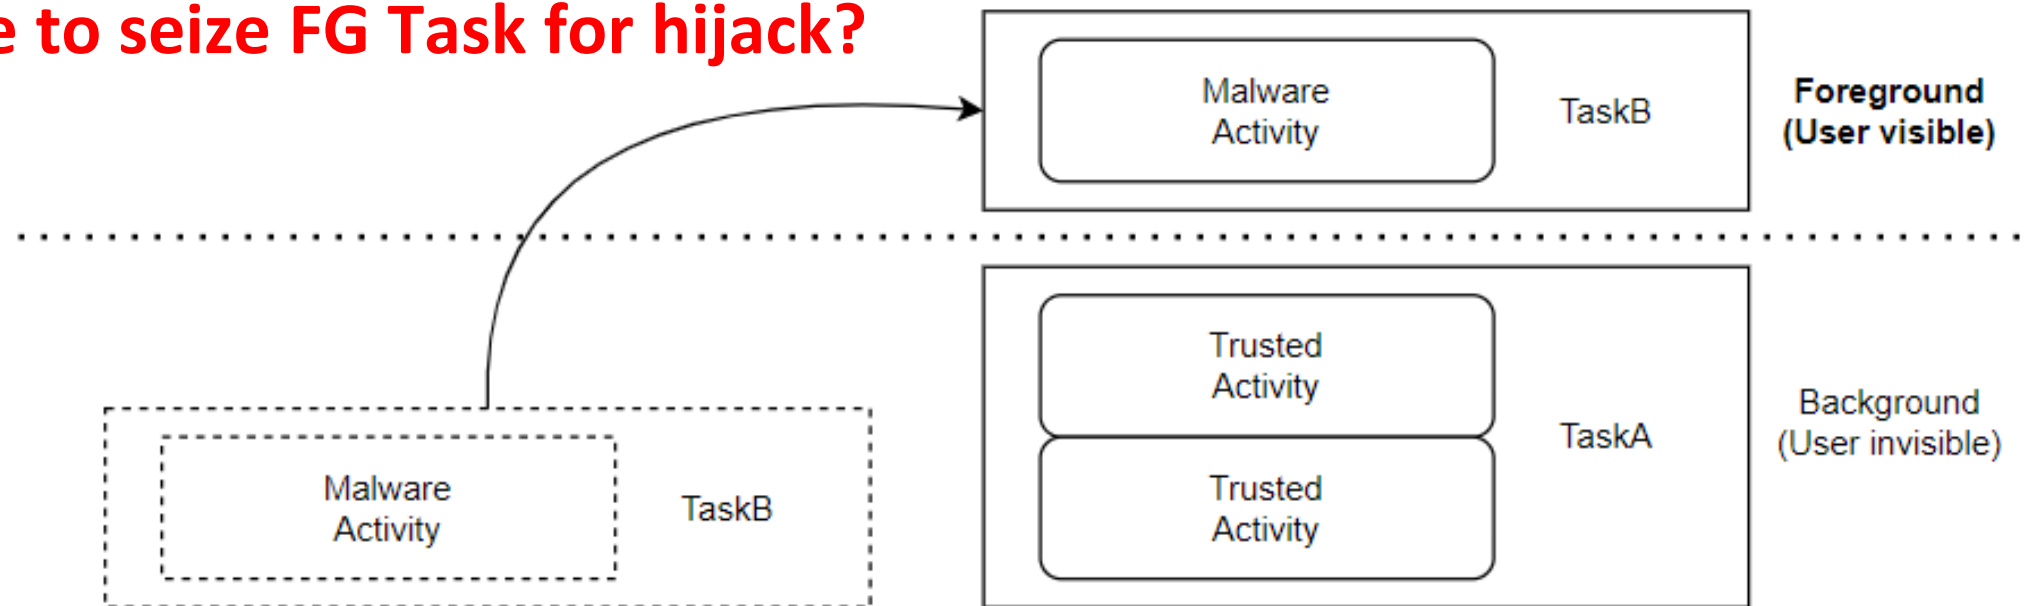 e to seize FG Task for hijack?
Malware
Activity
TaskB
Foreground
(User visible)
Trusted
Activity
TaskA
Trusted
Activity
Background
(User invisible)
Malware
Activity
TaskB